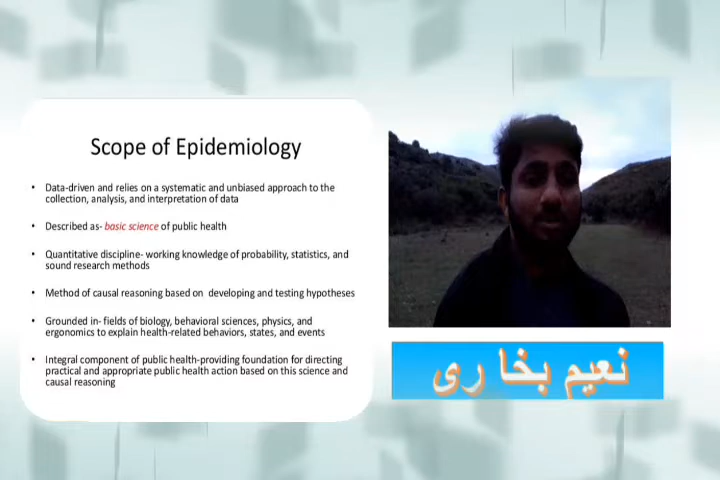 Scope of Epidemiology
• Data-driven and relies on a systematic and unbiased approach to the
collection, analysis, and interpretation of data
• Described as- basic science of public health
• Quantitative discipline- working knowledge of probability, statistics, and
sound research methods
• Method of causal reasoning based on developing and testing hypotheses
• Grounded in- fields of biology, behavioral sciences, physics, and
ergonomics to explain health-related behaviors, states, and events
• Integral component of public health-providing foundation for directing
practical and appropriate public health action based on this science and
causal reasoning
نعیم بخا ری